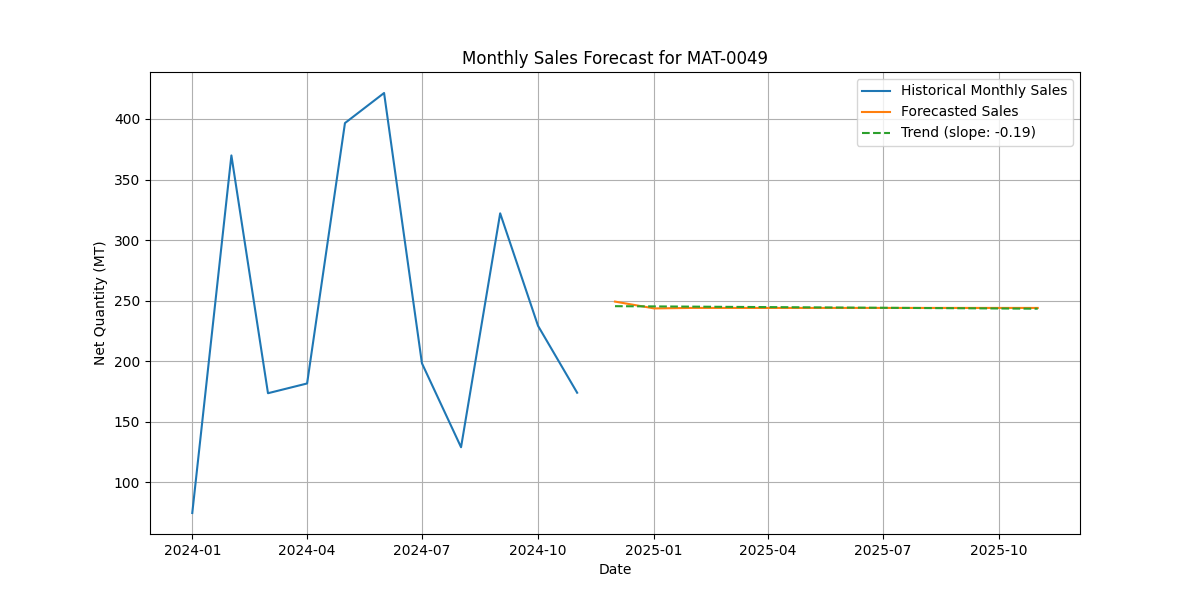 Monthly Sales Forecast for MAT-0049
Historical Monthly Sales
Forecasted Sales
Trend (slope: -0.19)
Net Quantity (MT)
400
350
300
250
200
150
100
2024-01 2024-04 2024-07 2024-10 2025-01 2025-04 2025-07 2025-10
Date